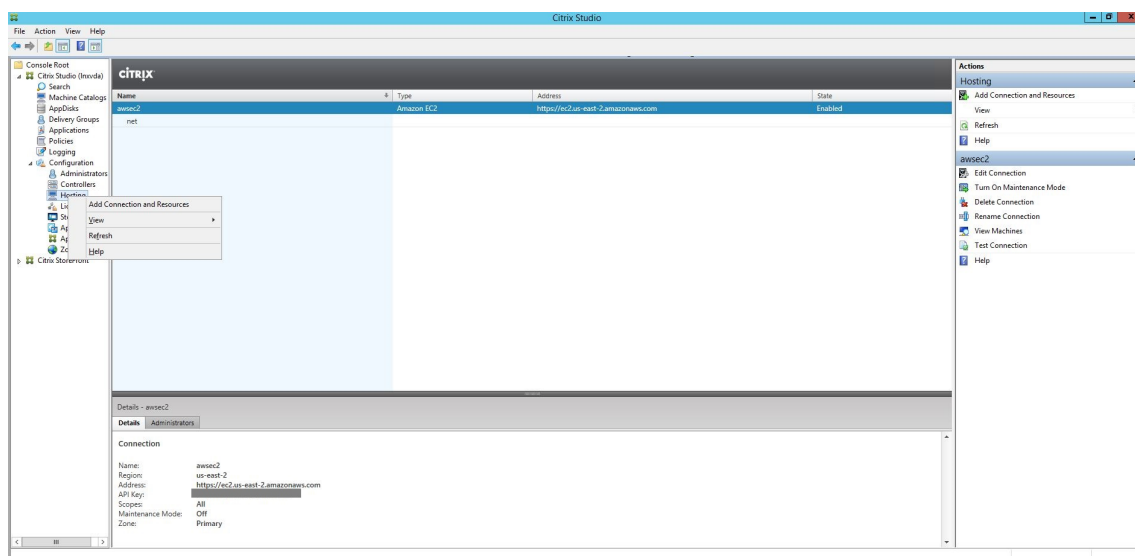 Citrix Studio
File Action View Help
Console Root
Citrix Studio (lnxvda)
Search
Machine Catalogs
AppDisks
Delivery Groups
Applications
Policies
Logging
Configuration
Administrators
Controllers
Hosting
Citrix StoreFront
Add Connection and Resources
View
Refresh
Help
CITRIX
Name Type Address State
awsec2 Amazon EC2 https://ec2.us-east-2.amazonaws.com Enabled
net
Details - awsec2
Details Administrators
Connection
Name: awsec2
Region: us-east-2
Address: https://ec2.us-east-2.amazonaws.com
API Key:
Scopes: All
Maintenance Mode: Off
Zone: Primary
Actions
Hosting
Add Connection and Resources
View
Refresh
Help
awsec2
Edit Connection
Turn On Maintenance Mode
Delete Connection
Rename Connection
View Machines
Test Connection
Help